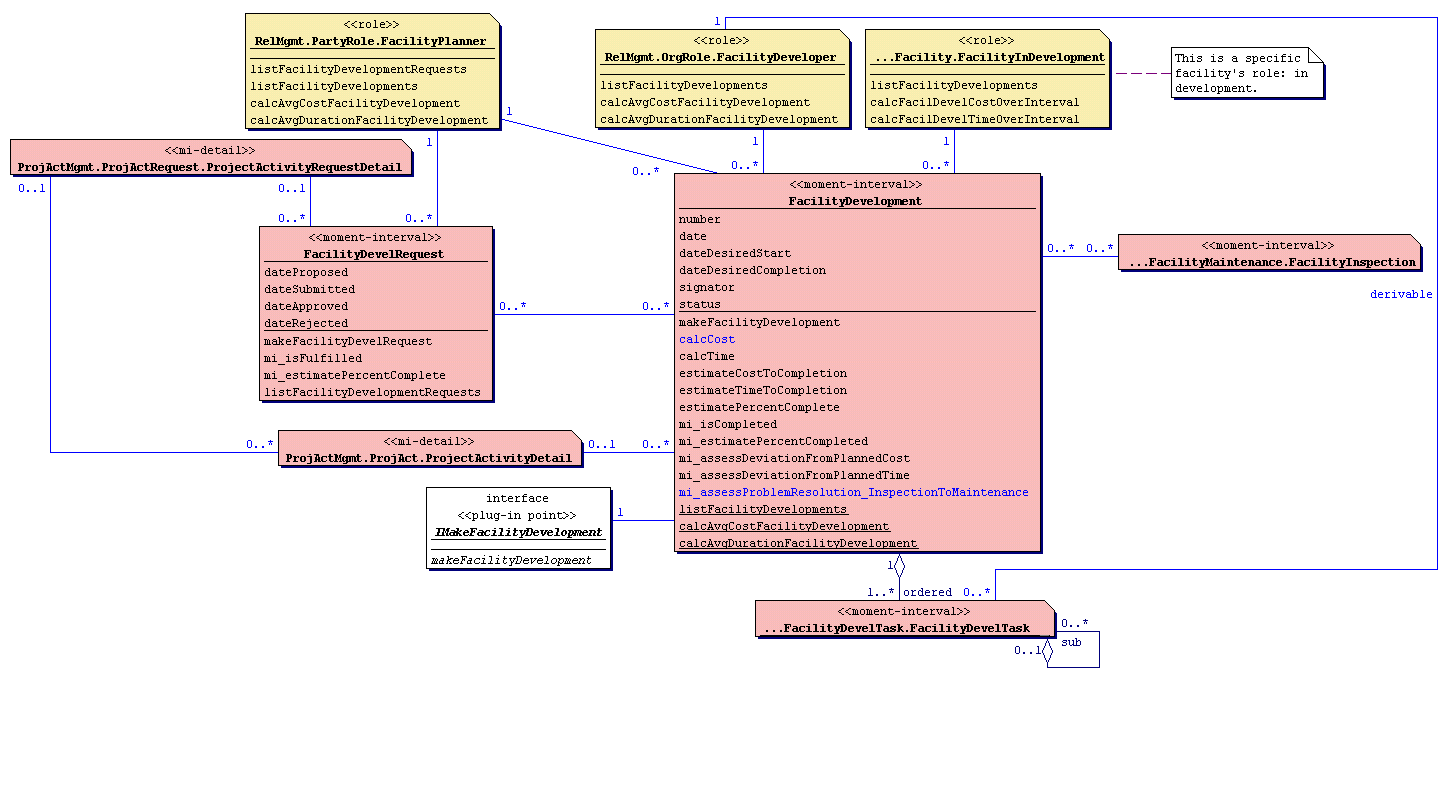 <<role>>
RelMgmt.PartyRole.FacilityPlanner
listFacilityDevelopmentRequests
listFacilityDevelopments
calcAvgCostFacilityDevelopment
calcAvgDurationFacilityDevelopment
1
<<role>>
RelMgmt.OrgRole.FacilityDeveloper
listFacilityDevelopments
calcAvgCostFacilityDevelopment
calcAvgDurationFacilityDevelopment
<<role>>
...Facility.FacilityInDevelopment
listFacilityDevelopments
calcFacilDevelCostOverInterval
calcFacilDevelTimeOverInterval
This is a specific
facility's role: in
development.
1
1
1
1
<<mi-detail>>
ProjActMgmt.ProjActRequest.ProjectActivityRequestDetail
0..*
0..*
0..*
0..1
0..1
0..*
0..*
<<moment-interval>>
FacilityDevelRequest
dateProposed
dateSubmitted
dateApproved
dateRejected
makeFacilityDevelRequest
mi_isFulfilled
mi_estimatePercentComplete
listFacilityDevelopmentRequests
0..*
0..*
<<moment-interval>>
FacilityDevelopment
number
date
dateDesiredStart
dateDesiredCompletion
signator
status
makeFacilityDevelopment
calcCost
calcTime
estimateCostToCompletion
estimateTimeToCompletion
estimatePercentComplete
mi_isCompleted
mi_estimatePercentCompleted
mi_assessDeviationFromPlannedCost
mi_assessDeviationFromPlannedTime
mi_assessProblemResolution_InspectionToMaintenance
listFacilityDevelopments
calcAvgCostFacilityDevelopment
calcAvgDurationFacilityDevelopment
0..*
0..*
<<moment-interval>>
...FacilityMaintenance.FacilityInspection
derivable
0..*
<<mi-detail>>
ProjActMgmt.ProjAct.ProjectActivityDetail
0..1
0..*
interface
<<plug-in point>>
IMakeFacilityDevelopment
makeFacilityDevelopment
1
1
1..*
ordered
0..*
<<moment-interval>>
...FacilityDevelTask.FacilityDevelTask
0..*
sub
0..1